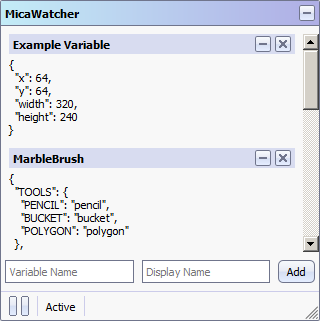 MicaWatcher
Example Variable
{
  "x": 64,
  "y": 64,
  "width": 320,
  "height": 240
}
MarbleBrush
{
  "TOOLS": {
    "PENCIL": "pencil",
    "BUCKET": "bucket",
    "POLYGON": "polygon"
  },
Variable Name Display Name Add
Active